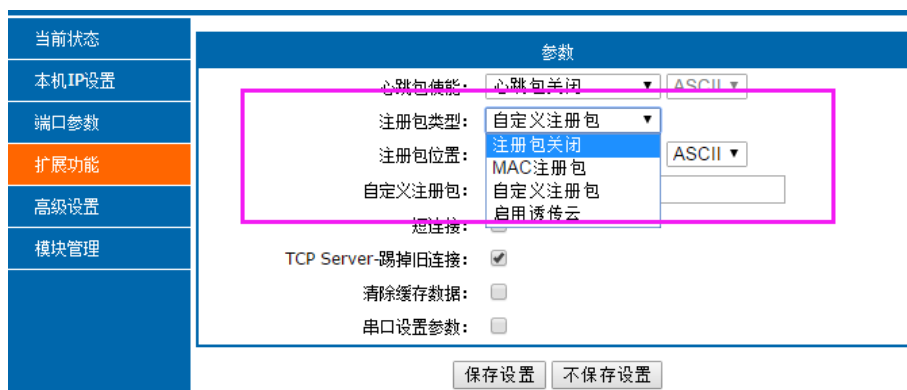 当前状态
本机IP设置
端口参数
扩展功能
高级设置
模块管理
参数
心跳包使能： 心跳包关闭 ASCII
注册包类型： 自定义注册包
注册包关闭
注册包位置： ASCII
MAC注册包
自定义注册包： 自定义注册包
启用透传云
短连接：
TCP Server-踢掉旧连接：
清除缓存数据：
串口设置参数：
保存设置 不保存设置